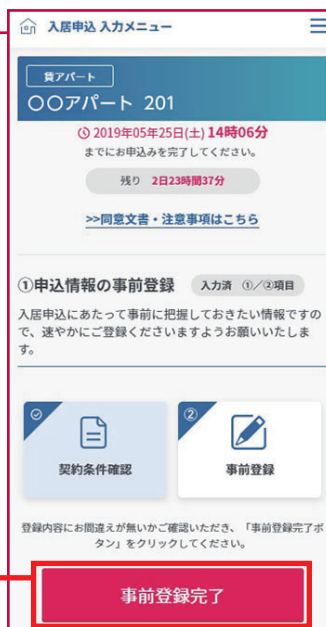 入居申込 入力メニュー
賃アパート
〇〇アパート 201
2019年05年25日(土) 14時06分
までにお申込みを完了してください。
残り 2日23時間37分
>>同意文書・注意事項はこちら
①申込情報の事前登録 入力済 ①/②項目
入居申込にあたって事前に把握しておきたい情報ですの
で、速やかにご登録くださいますようお願いいたしま
す。
②
契約条件確認 事前登録
登録内容にお間違えが無いかご確認いただき、「事前登録完了ボ
タン」をクリックしてください。
事前登録完了